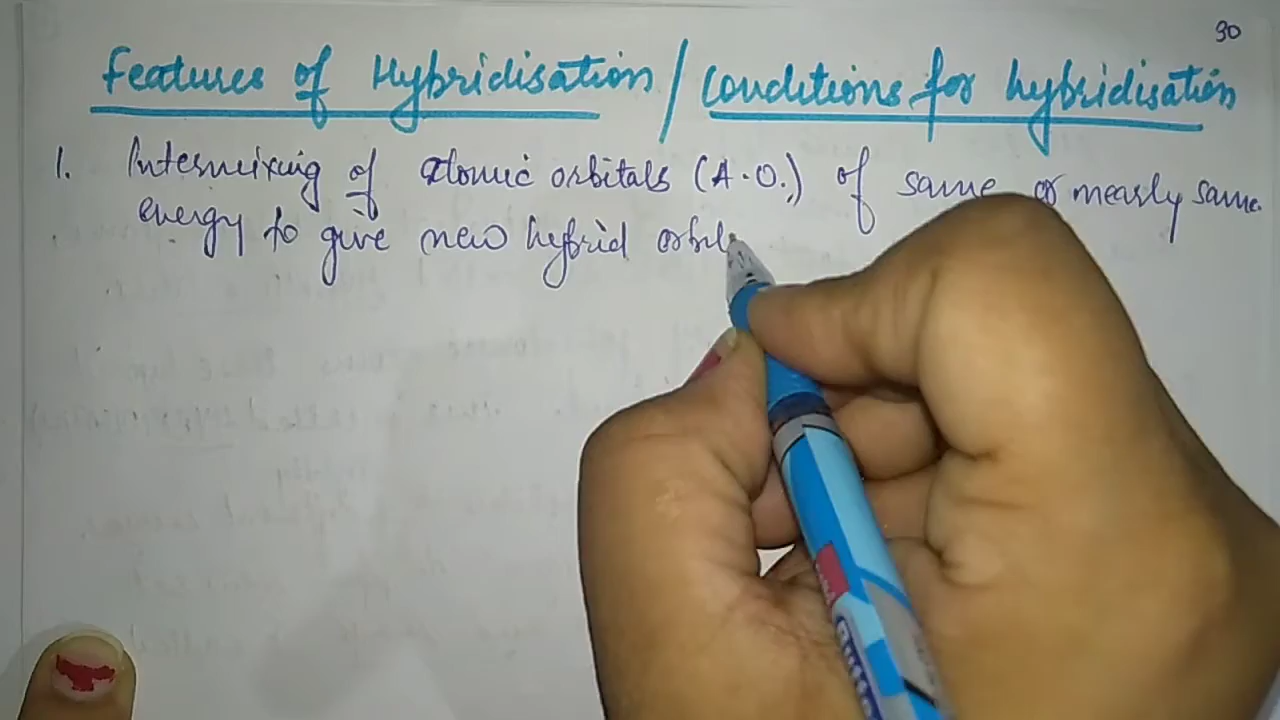 30
Features of Hybridisation / Conditions for hybridisation
1. Intermixing of atomic orbitals (A.O.) of same or nearly same
energy to give new hybrid orbit